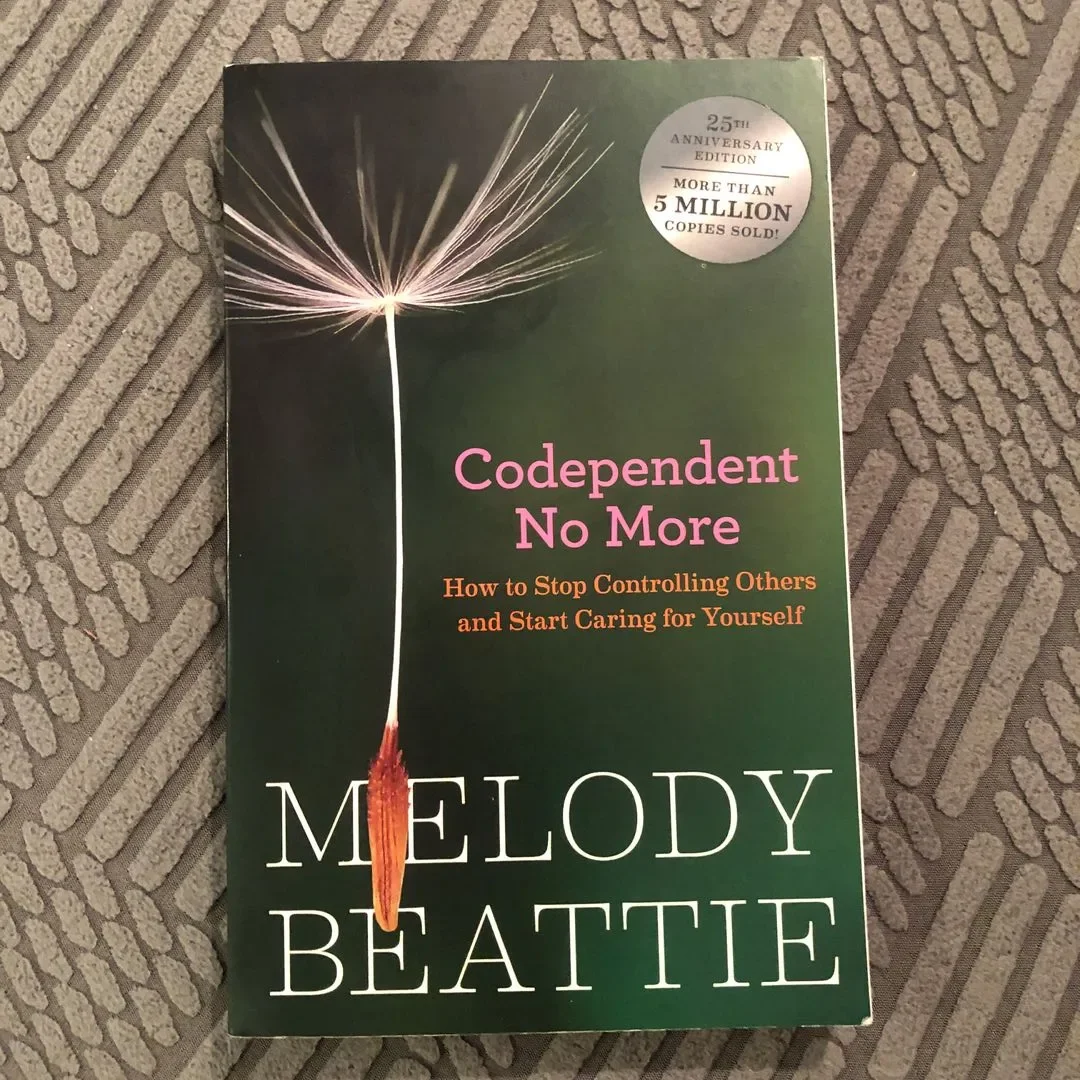 25TH
ANNIVERSARY
EDITION
MORE THAN
5 MILLION
COPIES SOLD!
Codependent
No More
How to Stop Controlling Others
and Start Caring for Yourself
MELODY
BEATTIE